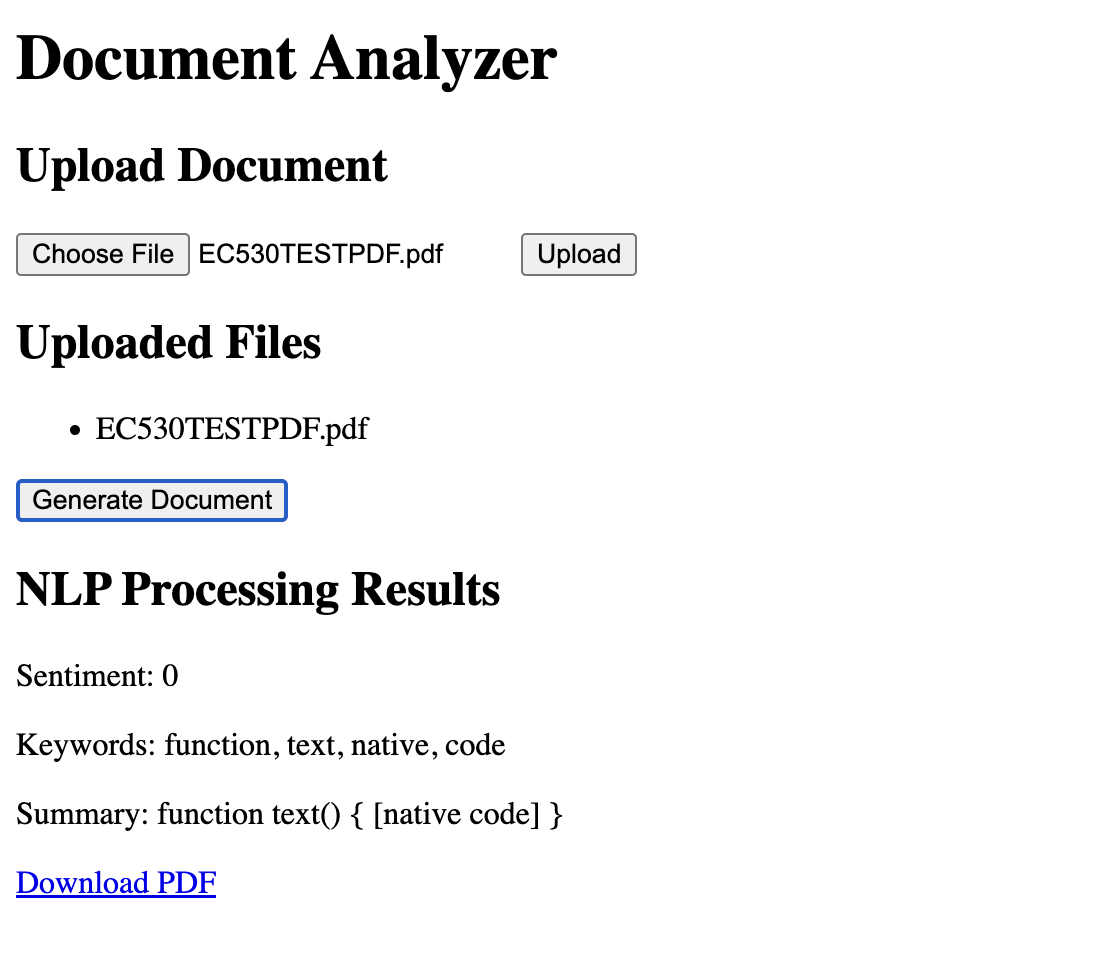 Document Analyzer
Upload Document
Choose File EC530TESTPDF.pdf Upload
Uploaded Files
• EC530TESTPDF.pdf
Generate Document
NLP Processing Results
Sentiment: 0
Keywords: function, text, native, code
Summary: function text() { [native code] }
Download PDF